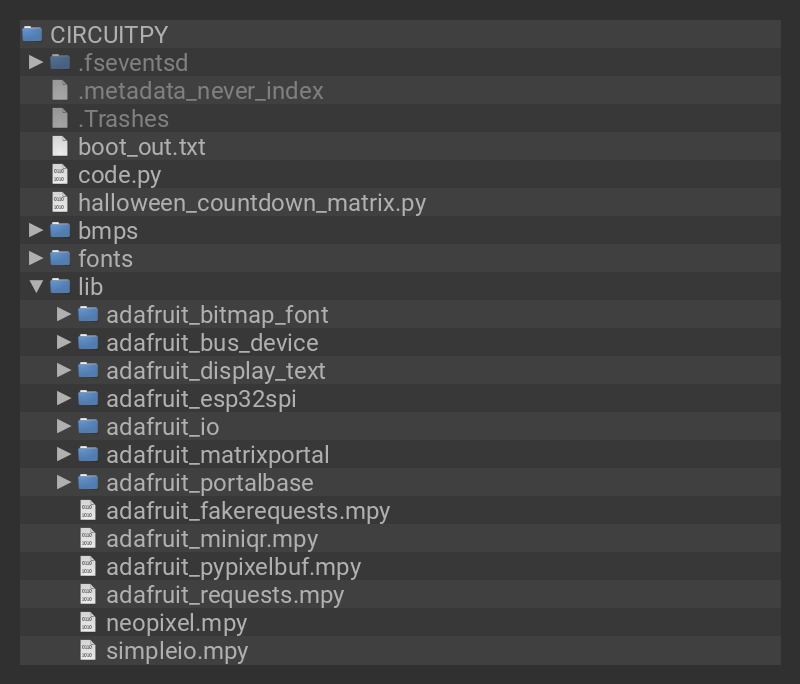 CIRCUITPY
.fseventsd
.metadata_never_index
.Trashes
boot_out.txt
code.py
halloween_countdown_matrix.py
bmps
fonts
lib
adafruit_bitmap_font
adafruit_bus_device
adafruit_display_text
adafruit_esp32spi
adafruit_io
adafruit_matrixportal
adafruit_portalbase
adafruit_fakerequests.mpy
adafruit_miniqr.mpy
adafruit_pypixelbuf.mpy
adafruit_requests.mpy
neopixel.mpy
simpleio.mpy